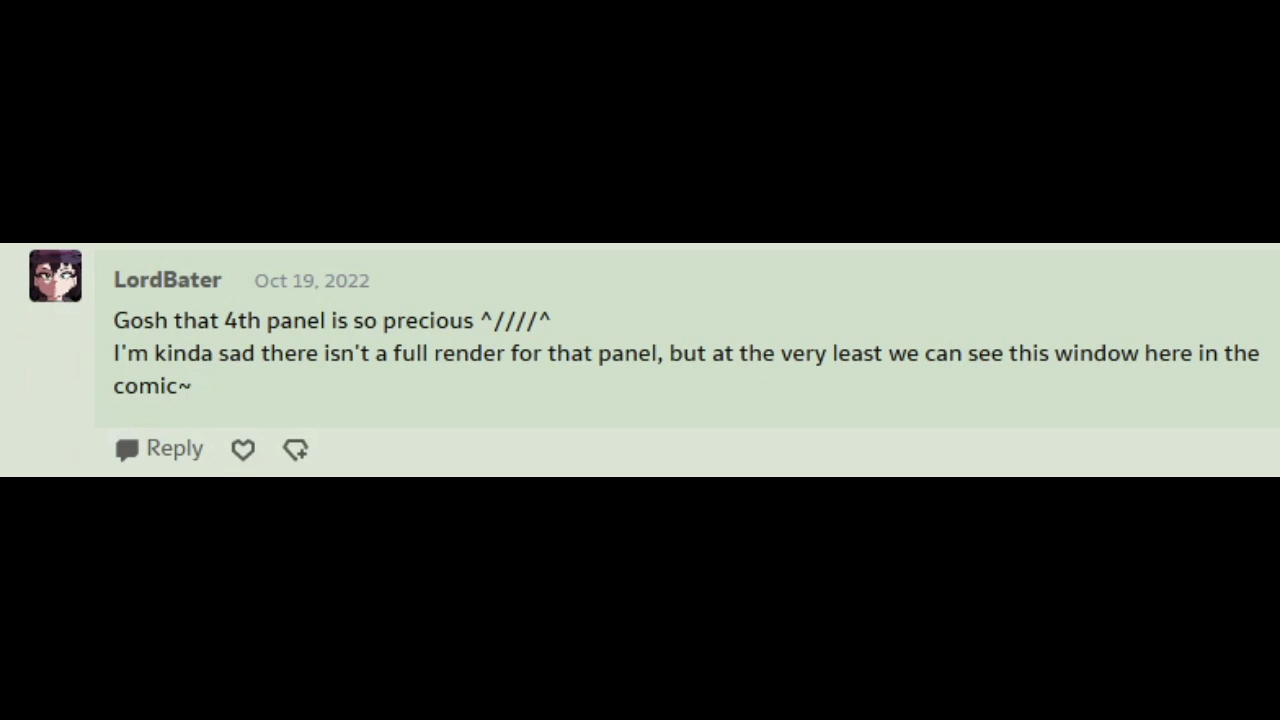 LordBater Oct 19, 2022
Gosh that 4th panel is so precious ^////^
I'm kinda sad there isn't a full render for that panel, but at the very least we can see this window here in the
comic~
Reply